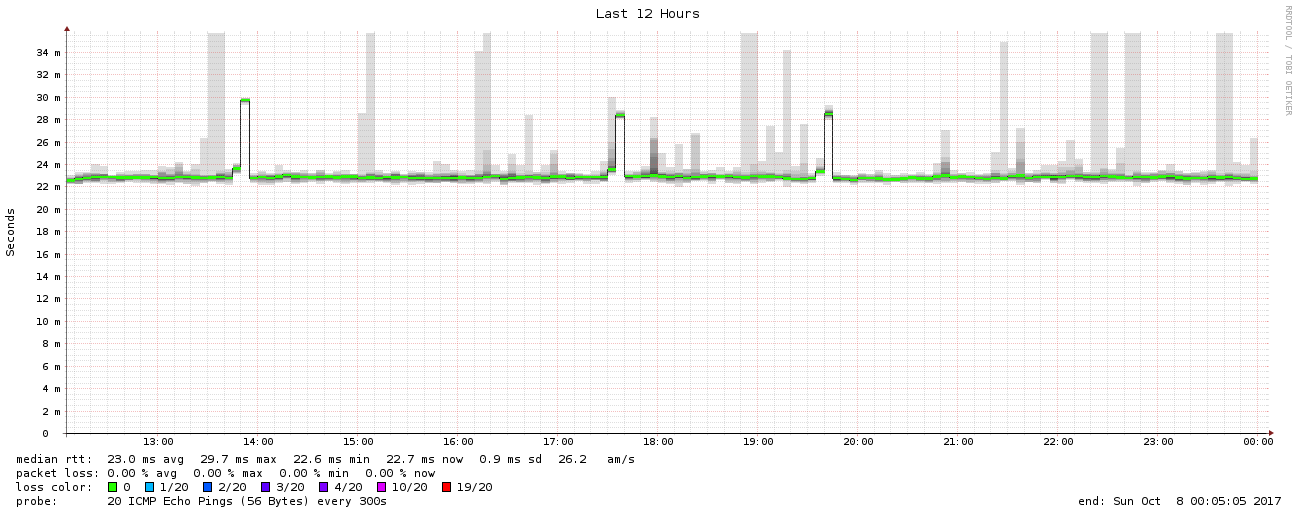 Last 12 Hours
RRDTOOL / TOBI OETIKER
Seconds
34 m
32 m
30 m
28 m
26 m
24 m
22 m
20 m
18 m
16 m
14 m
12 m
10 m
8 m
6 m
4 m
2 m
0
13:00 14:00 15:00 16:00 17:00 18:00 19:00 20:00 21:00 22:00 23:00 00:00
median rtt: 23.0 ms avg 29.7 ms max 22.6 ms min 22.7 ms now 0.9 ms sd 26.2 am/s
packet loss: 0.00 % avg 0.00 % max 0.00 % min 0.00 % now
loss color: 0 1/20 2/20 3/20 4/20 10/20 19/20
probe: 20 ICMP Echo Pings (56 Bytes) every 300s end: Sun Oct 8 00:05:05 2017